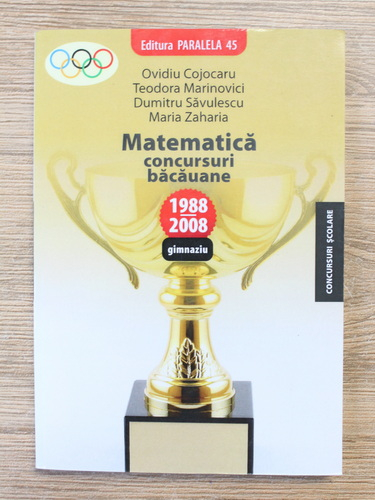 Editura PARALELA 45
Ovidiu Cojocaru
Teodora Marinovici
Dumitru Săvulescu
Maria Zaharia
Matematică
concursuri
băcăuane
1988
2008
gimnaziu
CONCURSURI ȘCOLARE